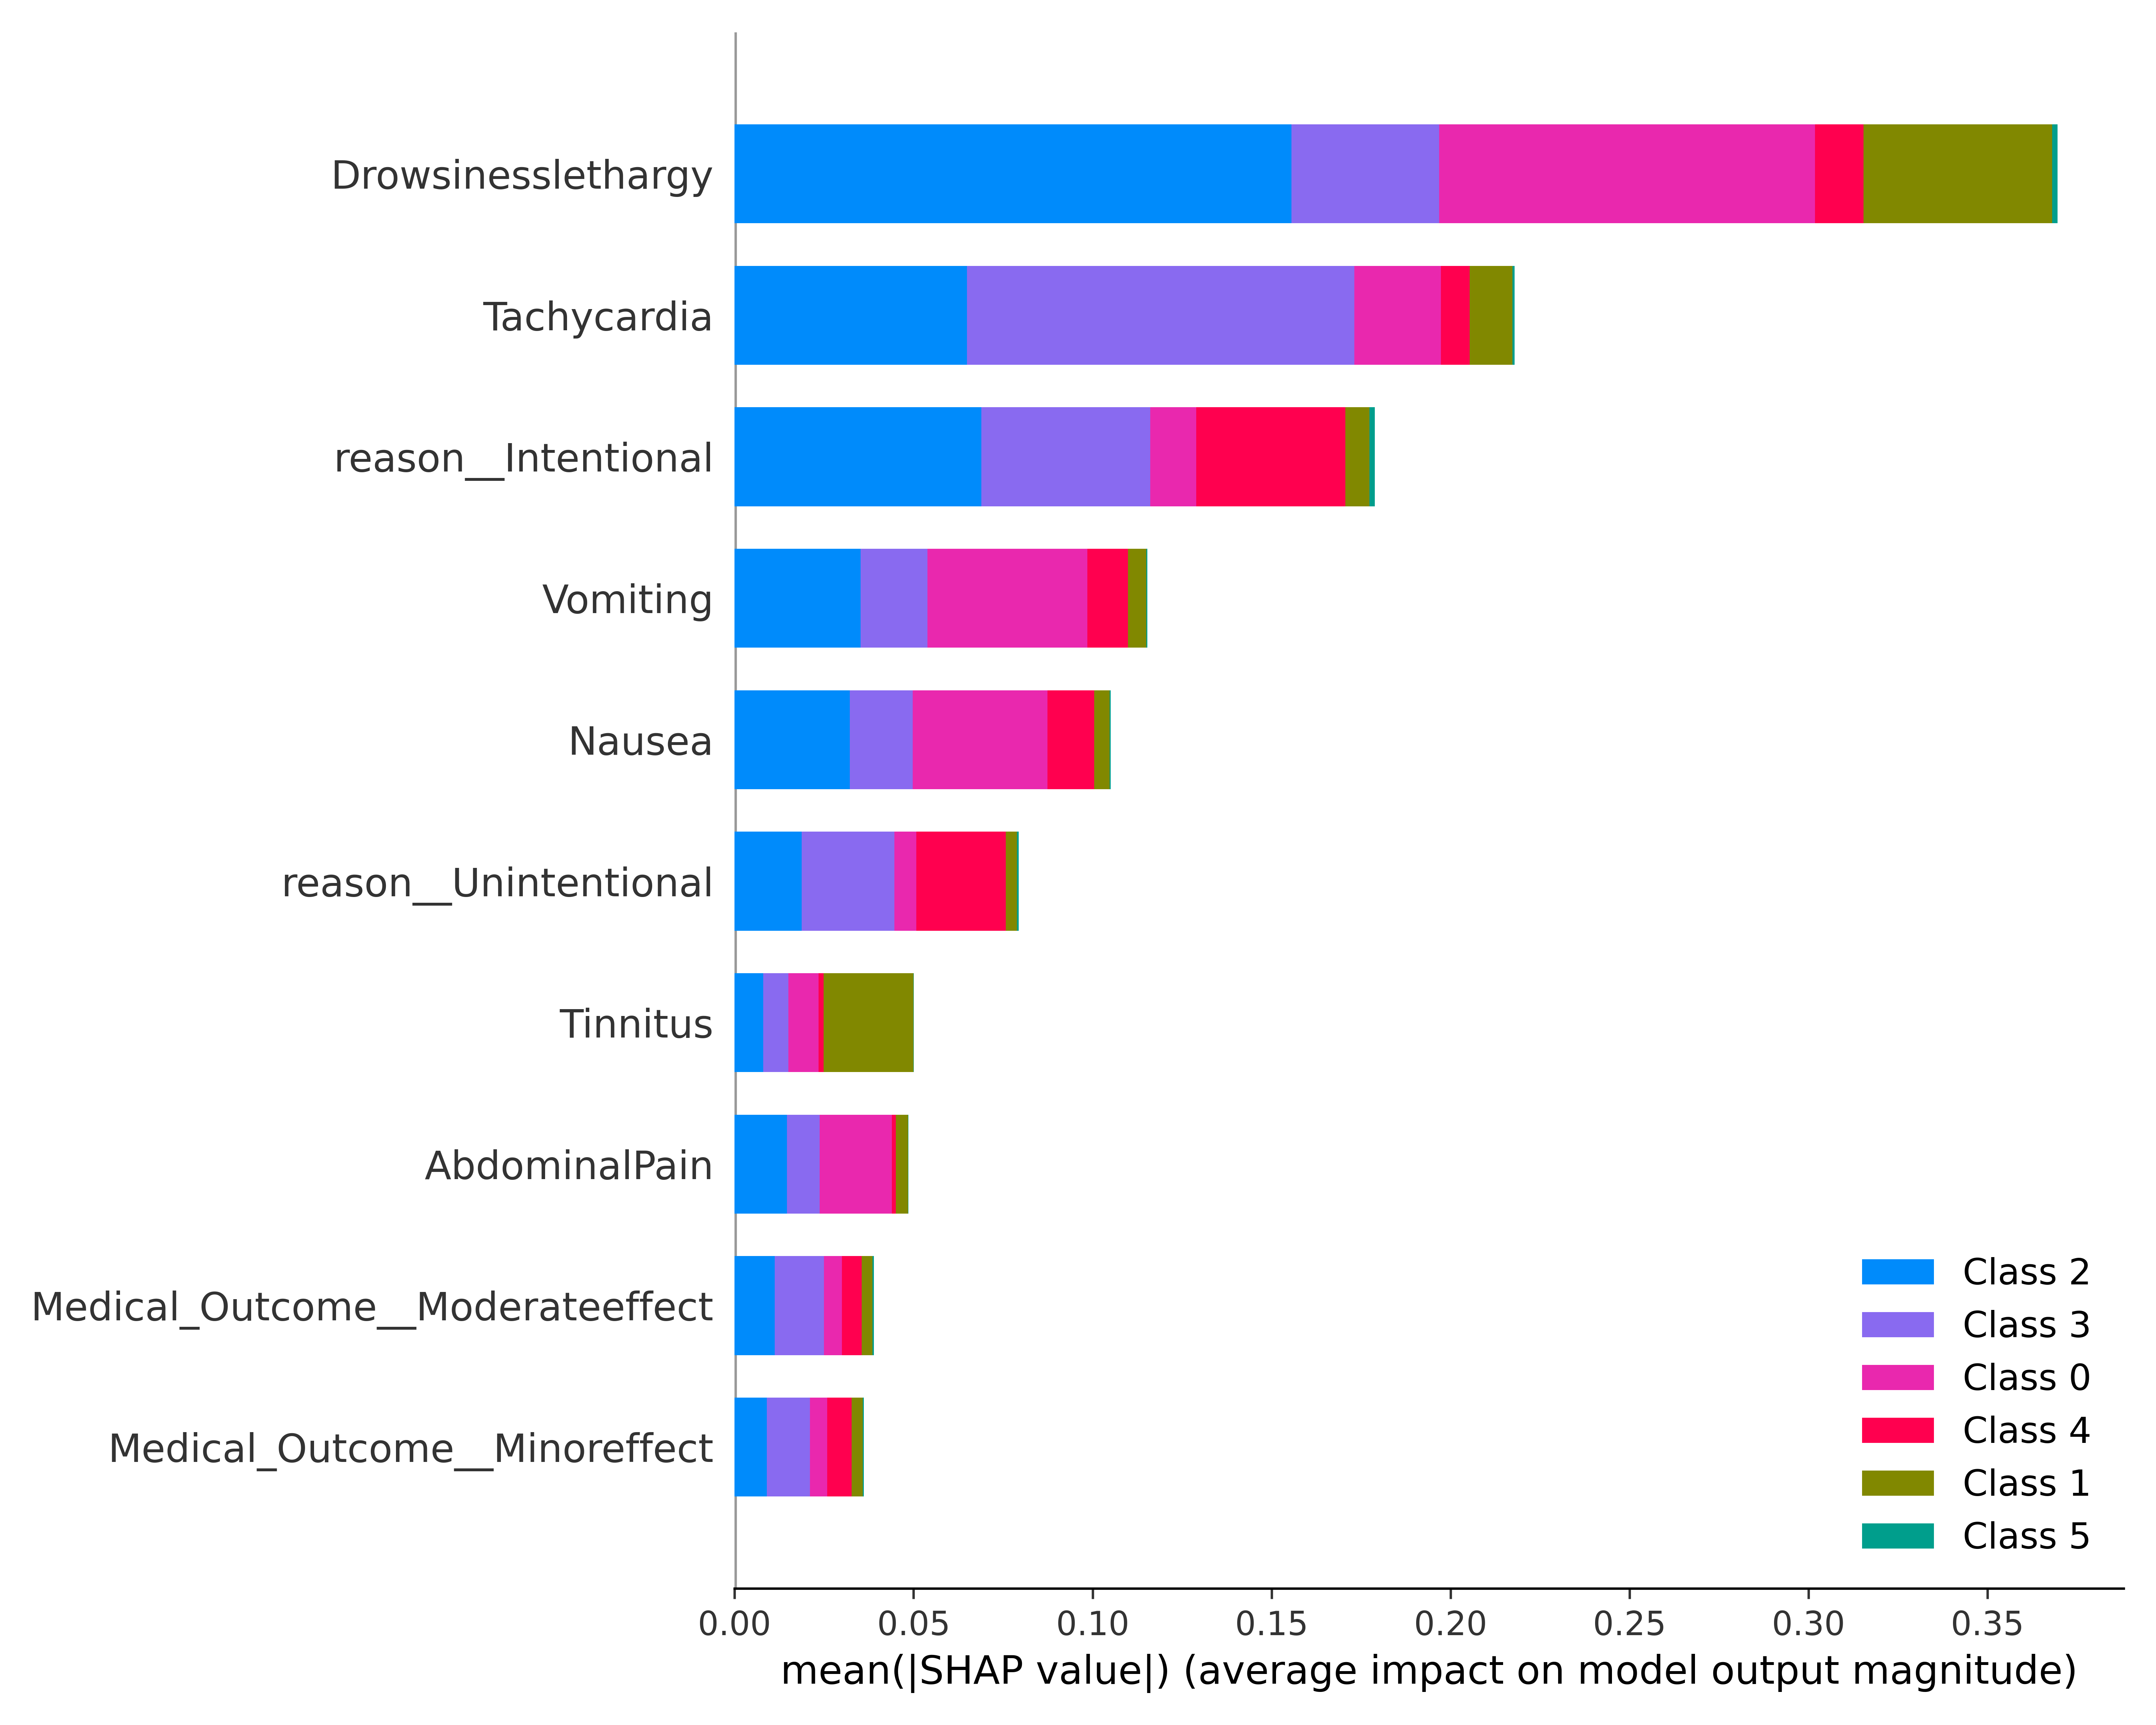 Drowsinesslethargy
Tachycardia
reason__Intentional
Vomiting
Nausea
reason__Unintentional
Tinnitus
AbdominalPain
Medical_Outcome__Moderateeffect
Medical_Outcome__Minoreffect
Class 2
Class 3
Class 0
Class 4
Class 1
Class 5
0.00 0.05 0.10 0.15 0.20 0.25 0.30 0.35
mean(|SHAP value|) (average impact on model output magnitude)